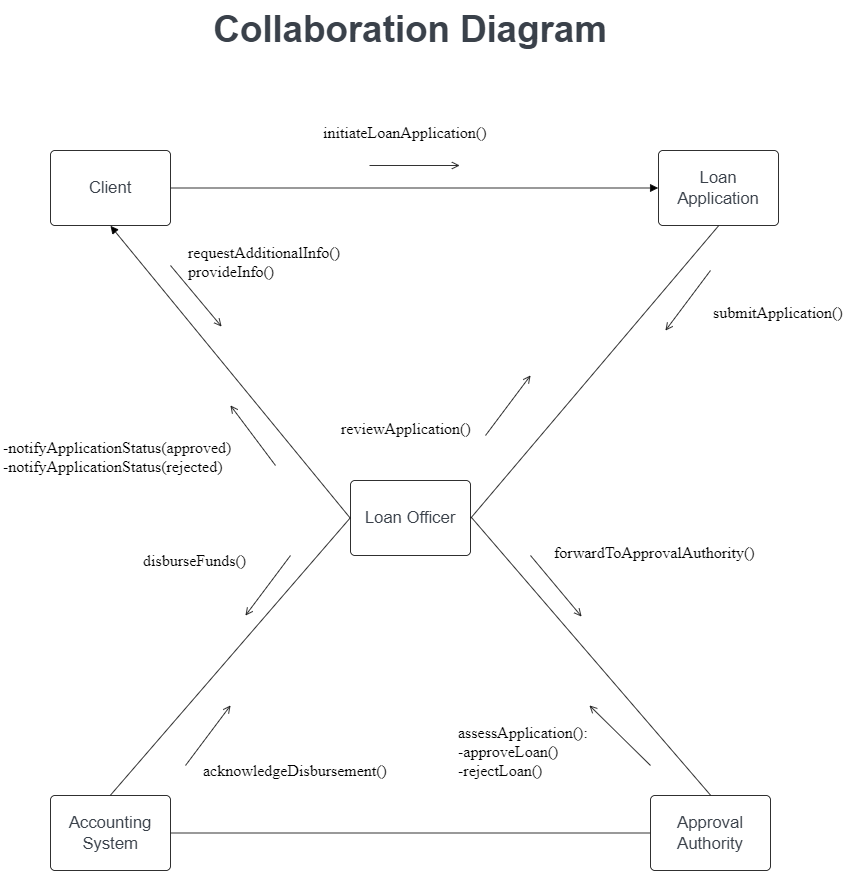 Collaboration Diagram
initiateLoanApplication()
Client
Loan
Application
requestAdditionalInfo()
provideInfo()
submitApplication()
reviewApplication()
-notifyApplicationStatus(approved)
-notifyApplicationStatus(rejected)
Loan Officer
disburseFunds()
forwardToApprovalAuthority()
assessApplication():
-approveLoan()
-rejectLoan()
acknowledgeDisbursement()
Accounting
System
Approval
Authority